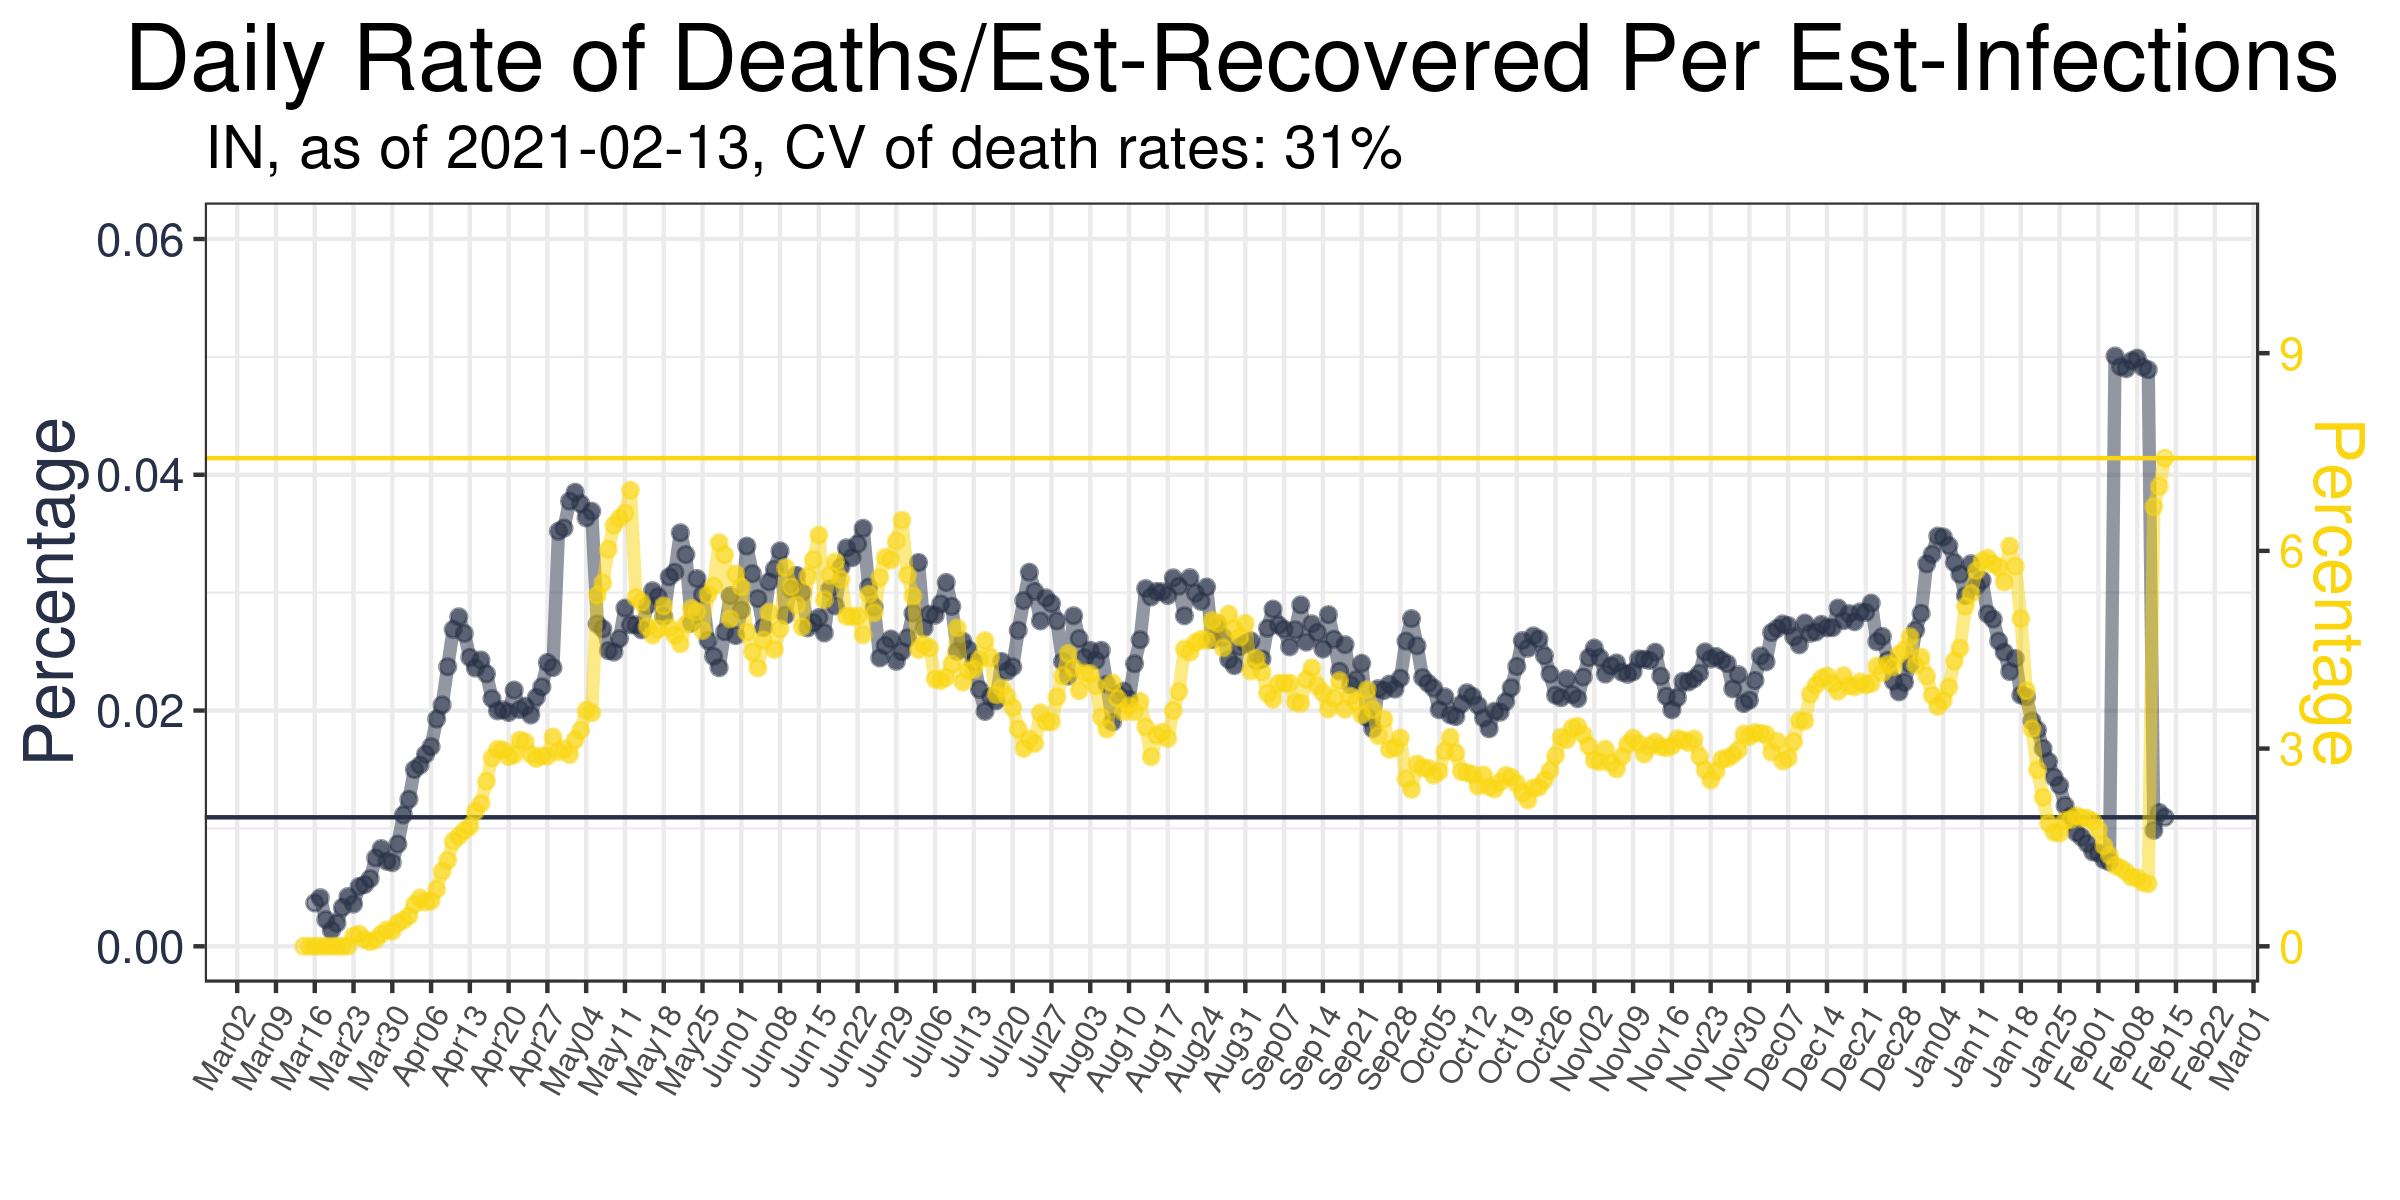 Daily Rate of Deaths/Est-Recovered Per Est-Infections
IN, as of 2021-02-13, CV of death rates: 31%
Percentage
0.06
0.04
0.02
0.00
9
6
3
0
Percentage
Mar02
Mar09
Mar16
Mar23
Mar30
Apr06
Apr13
Apr20
Apr27
May04
May11
May18
May25
Jun01
Jun08
Jun15
Jun22
Jun29
Jul06
Jul13
Jul20
Jul27
Aug03
Aug10
Aug17
Aug24
Aug31
Sep07
Sep14
Sep21
Sep28
Oct05
Oct12
Oct19
Oct26
Nov02
Nov09
Nov16
Nov23
Nov30
Dec07
Dec14
Dec21
Dec28
Jan04
Jan11
Jan18
Jan25
Feb01
Feb08
Feb15
Feb22
Mar01